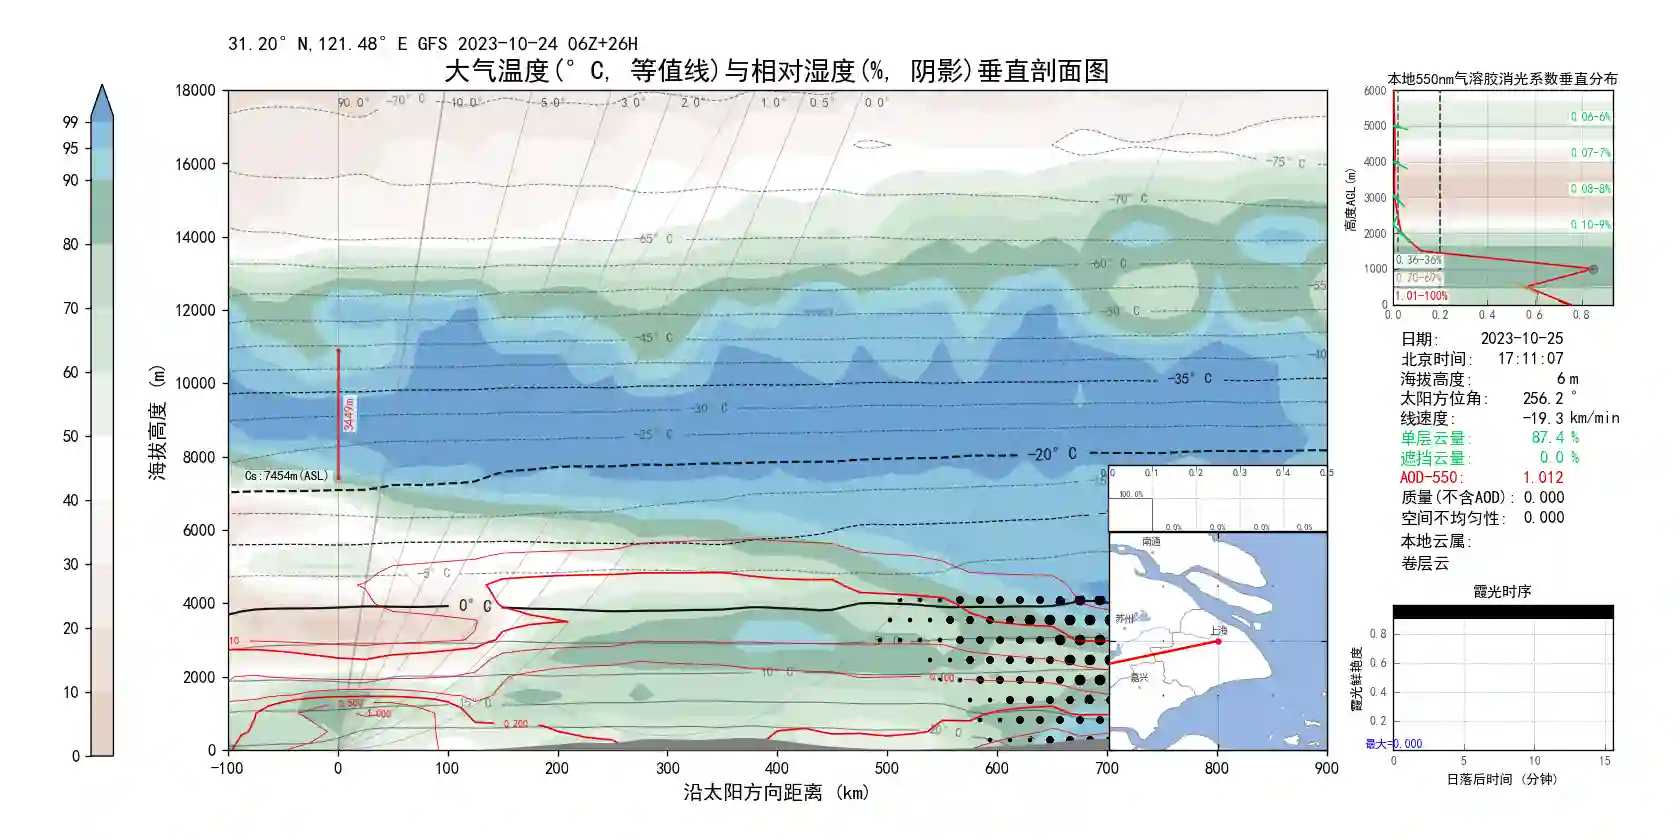 31.20° N,121.48° E GFS 2023-10-24 06Z+26H
大气温度(° C, 等值线)与相对湿度(%, 阴影)垂直剖面图
99
95
90
80
70
60
50
40
30
20
10
0
海拔高度 (m)
18000
16000
14000
12000
10000
8000
6000
4000
2000
0
-100 0 100 200 300 400 500 600 700 800 900
沿太阳方向距离 (km)
90.0° -70° C 10.0° 5.0° 3.0° 2.0° 1.0° 0.5° 0.0°
-75° C
-70° C
-65° C
-60° C
-55
-50° C
-45° C
-40
-35° C
-30° C
-25° C
-20° C
-15
-5° C
0° C
10° C
15° C
20° C
3449m
Cs:7454m(ASL)
10
0.100
0.500
1.000
0.200
0.0 0.1 0.2 0.3 0.4 0.5
100.0%
0.0% 0.0% 0.0% 0.0%
南通
苏州
上海
嘉兴
本地550nm气溶胶消光系数垂直分布
高度AGL(m)
6000
5000
4000
3000
2000
1000
0
0.06-6%
0.07-7%
0.08-8%
0.10-9%
0.36-36%
0.70-69%
1.01-100%
0.0 0.2 0.4 0.6 0.8
日期: 2023-10-25
北京时间: 17:11:07
海拔高度: 6 m
太阳方位角: 256.2 °
线速度: -19.3 km/min
单层云量: 87.4 %
遮挡云量: 0.0 %
AOD-550: 1.012
质量(不含AOD): 0.000
空间不均匀性: 0.000
本地云属:
卷层云
霞光时序
霞光鲜艳度
0.8
0.6
0.4
0.2
最大=0.000
0 5 10 15
日落后时间 (分钟)